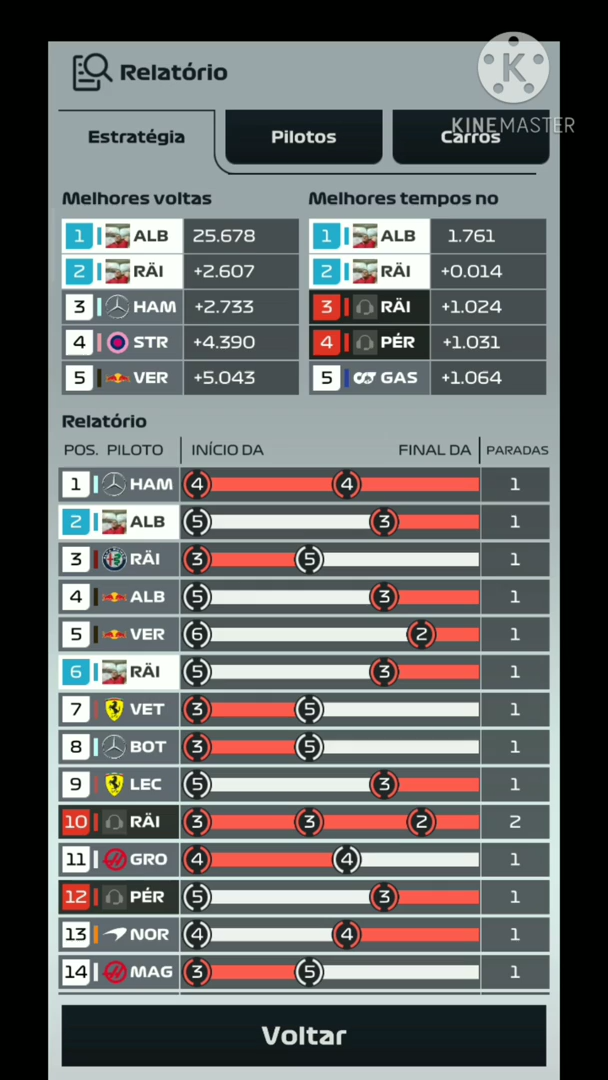 Relatório
K
KINEMASTER
Estratégia Pilotos Carros
Melhores voltas Melhores tempos no
1 ALB 25.678 1 ALB 1.761
2 RÄI +2.607 2 RÄI +0.014
3 HAM +2.733 3 RÄI +1.024
4 STR +4.390 4 PÉR +1.031
5 VER +5.043 5 GAS +1.064
Relatório
POS. PILOTO INÍCIO DA FINAL DA PARADAS
1 HAM 4 4 1
2 ALB 5 3 1
3 RÄI 3 5 1
4 ALB 5 3 1
5 VER 6 2 1
6 RÄI 5 3 1
7 VET 3 5 1
8 BOT 3 5 1
9 LEC 5 3 1
10 RÄI 3 3 2 2
11 GRO 4 4 1
12 PÉR 5 3 1
13 NOR 4 4 1
14 MAG 3 5 1
Voltar